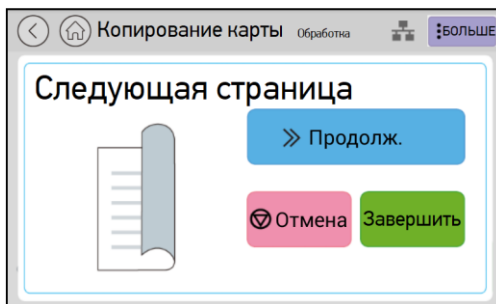 Копирование карты Обработка БОЛЬШЕ
Следующая страница
Продолж.
Отмена Завершить